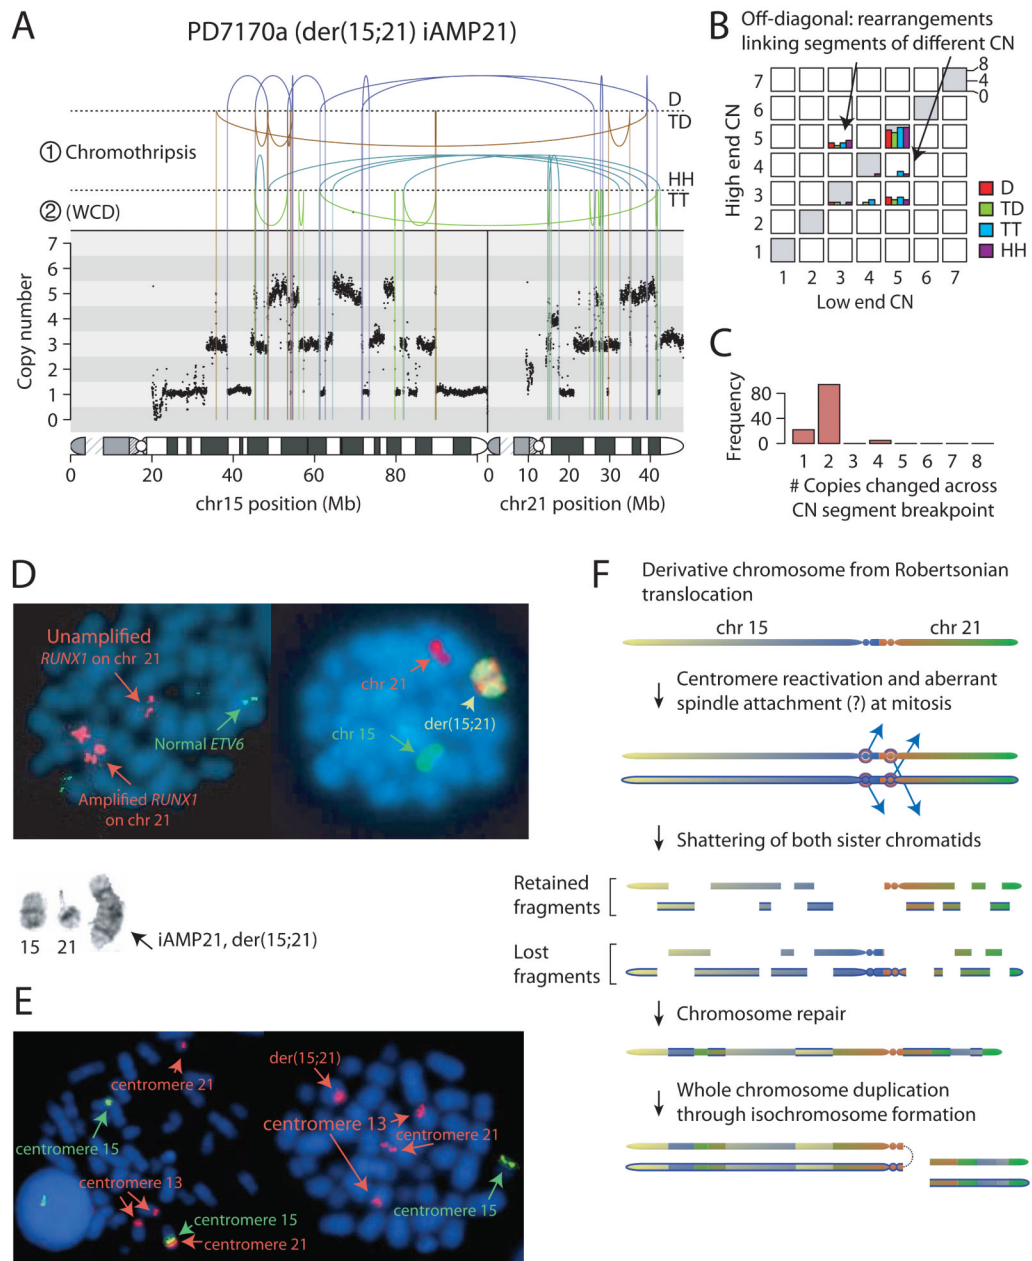 A
PD7170a (der(15;21) iAMP21)
D
TD
① Chromothripsis
HH
TT
② (WCD)
Copy number
7
6
5
4
3
2
1
0
0 20 40 60 80 0 10 20 40
chr15 position (Mb)
chr21 position (Mb)
B
Off-diagonal: rearrangements
linking segments of different CN
High end CN
7
6
5
4
3
2
1
8
4
0
D
TD
TT
HH
1 2 3 4 5 6 7
Low end CN
C
Frequency
80
40
0
1 2 3 4 5 6 7 8
# Copies changed across
CN segment breakpoint
D
Unamplified
RUNX1 on chr 21
Normal ETV6
Amplified RUNX1
on chr 21
chr 21
der(15;21)
chr 15
15 21
iAMP21, der(15;21)
E
centromere 21
centromere 15
centromere 13
centromere 15
centromere 21
der(15;21)
centromere 13
centromere 21
centromere 15
F
Derivative chromosome from Robertsonian
translocation
chr 15
chr 21
Centromere reactivation and aberrant
spindle attachment (?) at mitosis
Shattering of both sister chromatids
Retained
fragments
Lost
fragments
Chromosome repair
Whole chromosome duplication
through isochromosome formation